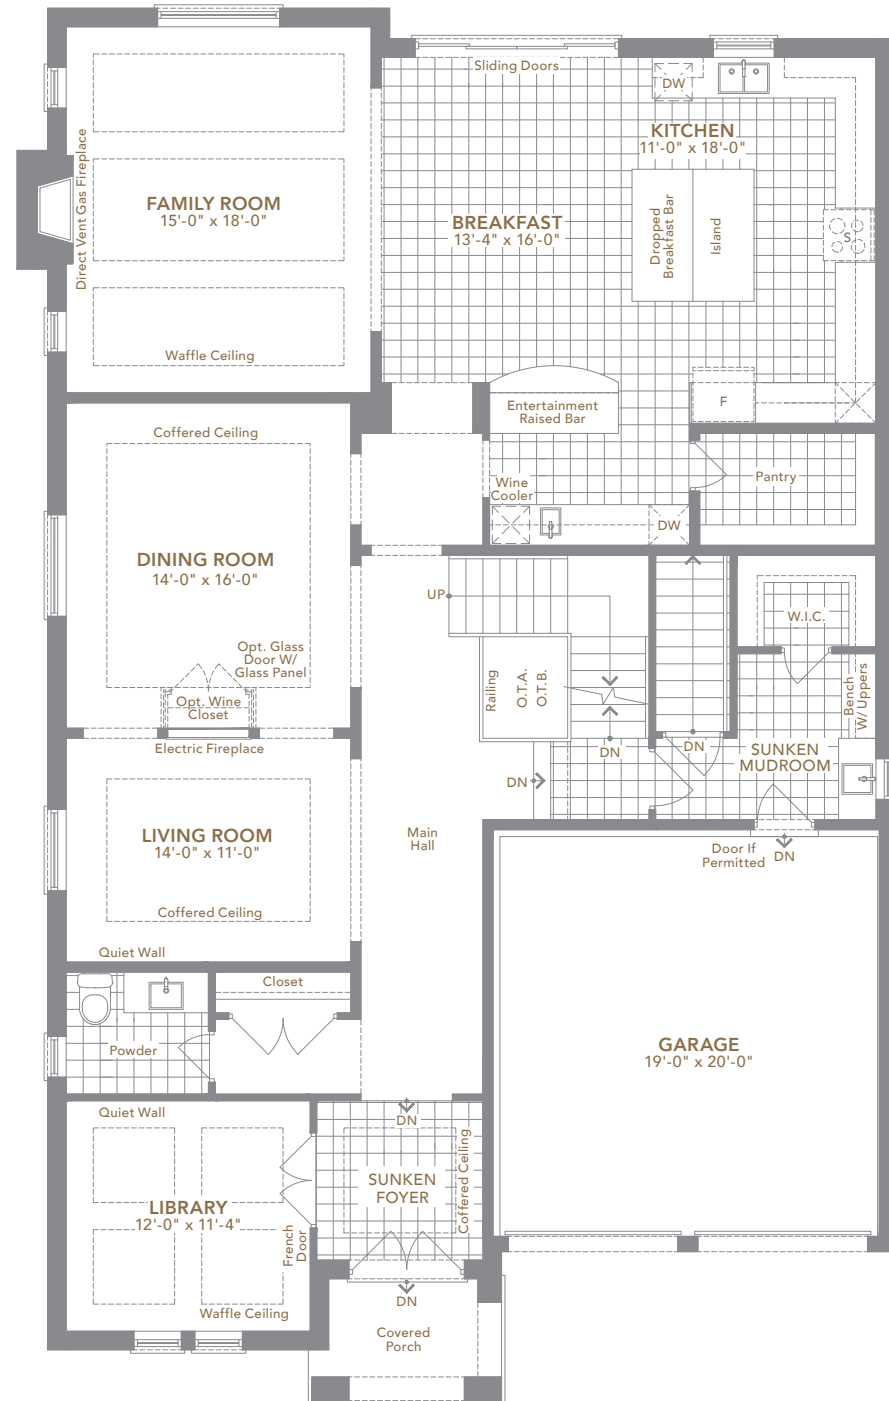 Sliding Doors
DW
KITCHEN
11'-0" x 18'-0"
Direct Vent Gas Fireplace
FAMILY ROOM
15'-0" x 18'-0"
BREAKFAST
13'-4" x 16'-0"
Dropped
Breakfast Bar
Island
S
Waffle Ceiling
Entertainment
Raised Bar
F
Coffered Ceiling
Wine
Cooler
Pantry
DW
DINING ROOM
14'-0" x 16'-0"
UP
W.I.C.
Opt. Glass
Door W/
Glass Panel
Opt. Wine
Closet
Railing
O.T.A.
O.T.B.
Bench
W/ Uppers
Electric Fireplace
DN
DN
SUNKEN
MUDROOM
DN
LIVING ROOM
14'-0" x 11'-0"
Main
Hall
Door If
Permitted
DN
Coffered Ceiling
Quiet Wall
Closet
Powder
GARAGE
19'-0" x 20'-0"
Quiet Wall
DN
Coffered Ceiling
SUNKEN
FOYER
LIBRARY
12'-0" x 11'-4"
French
Door
Waffle Ceiling
DN
Covered
Porch